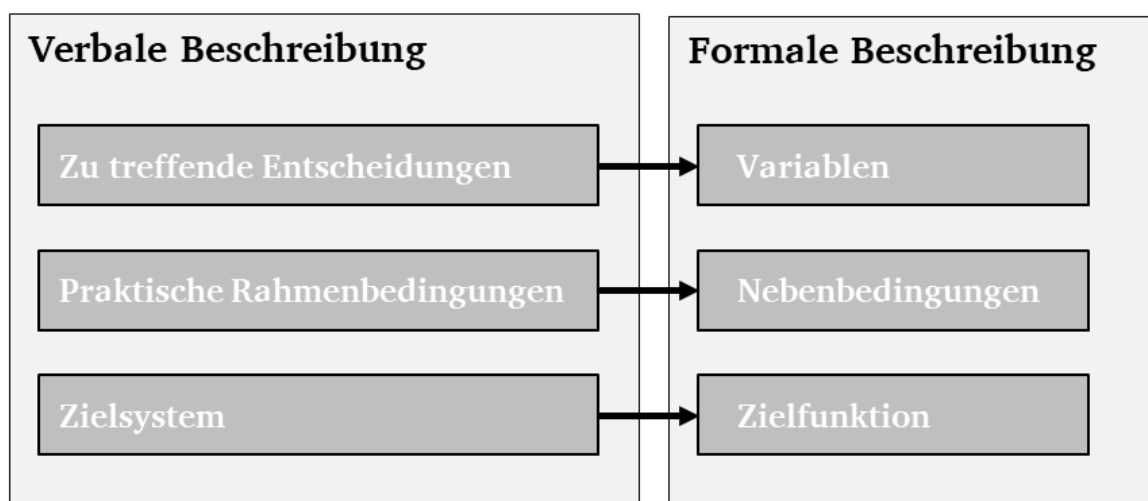 Verbale Beschreibung
Zu treffende Entscheidungen
Praktische Rahmenbedingungen
Zielsystem
Formale Beschreibung
Variablen
Nebenbedingungen
Zielfunktion